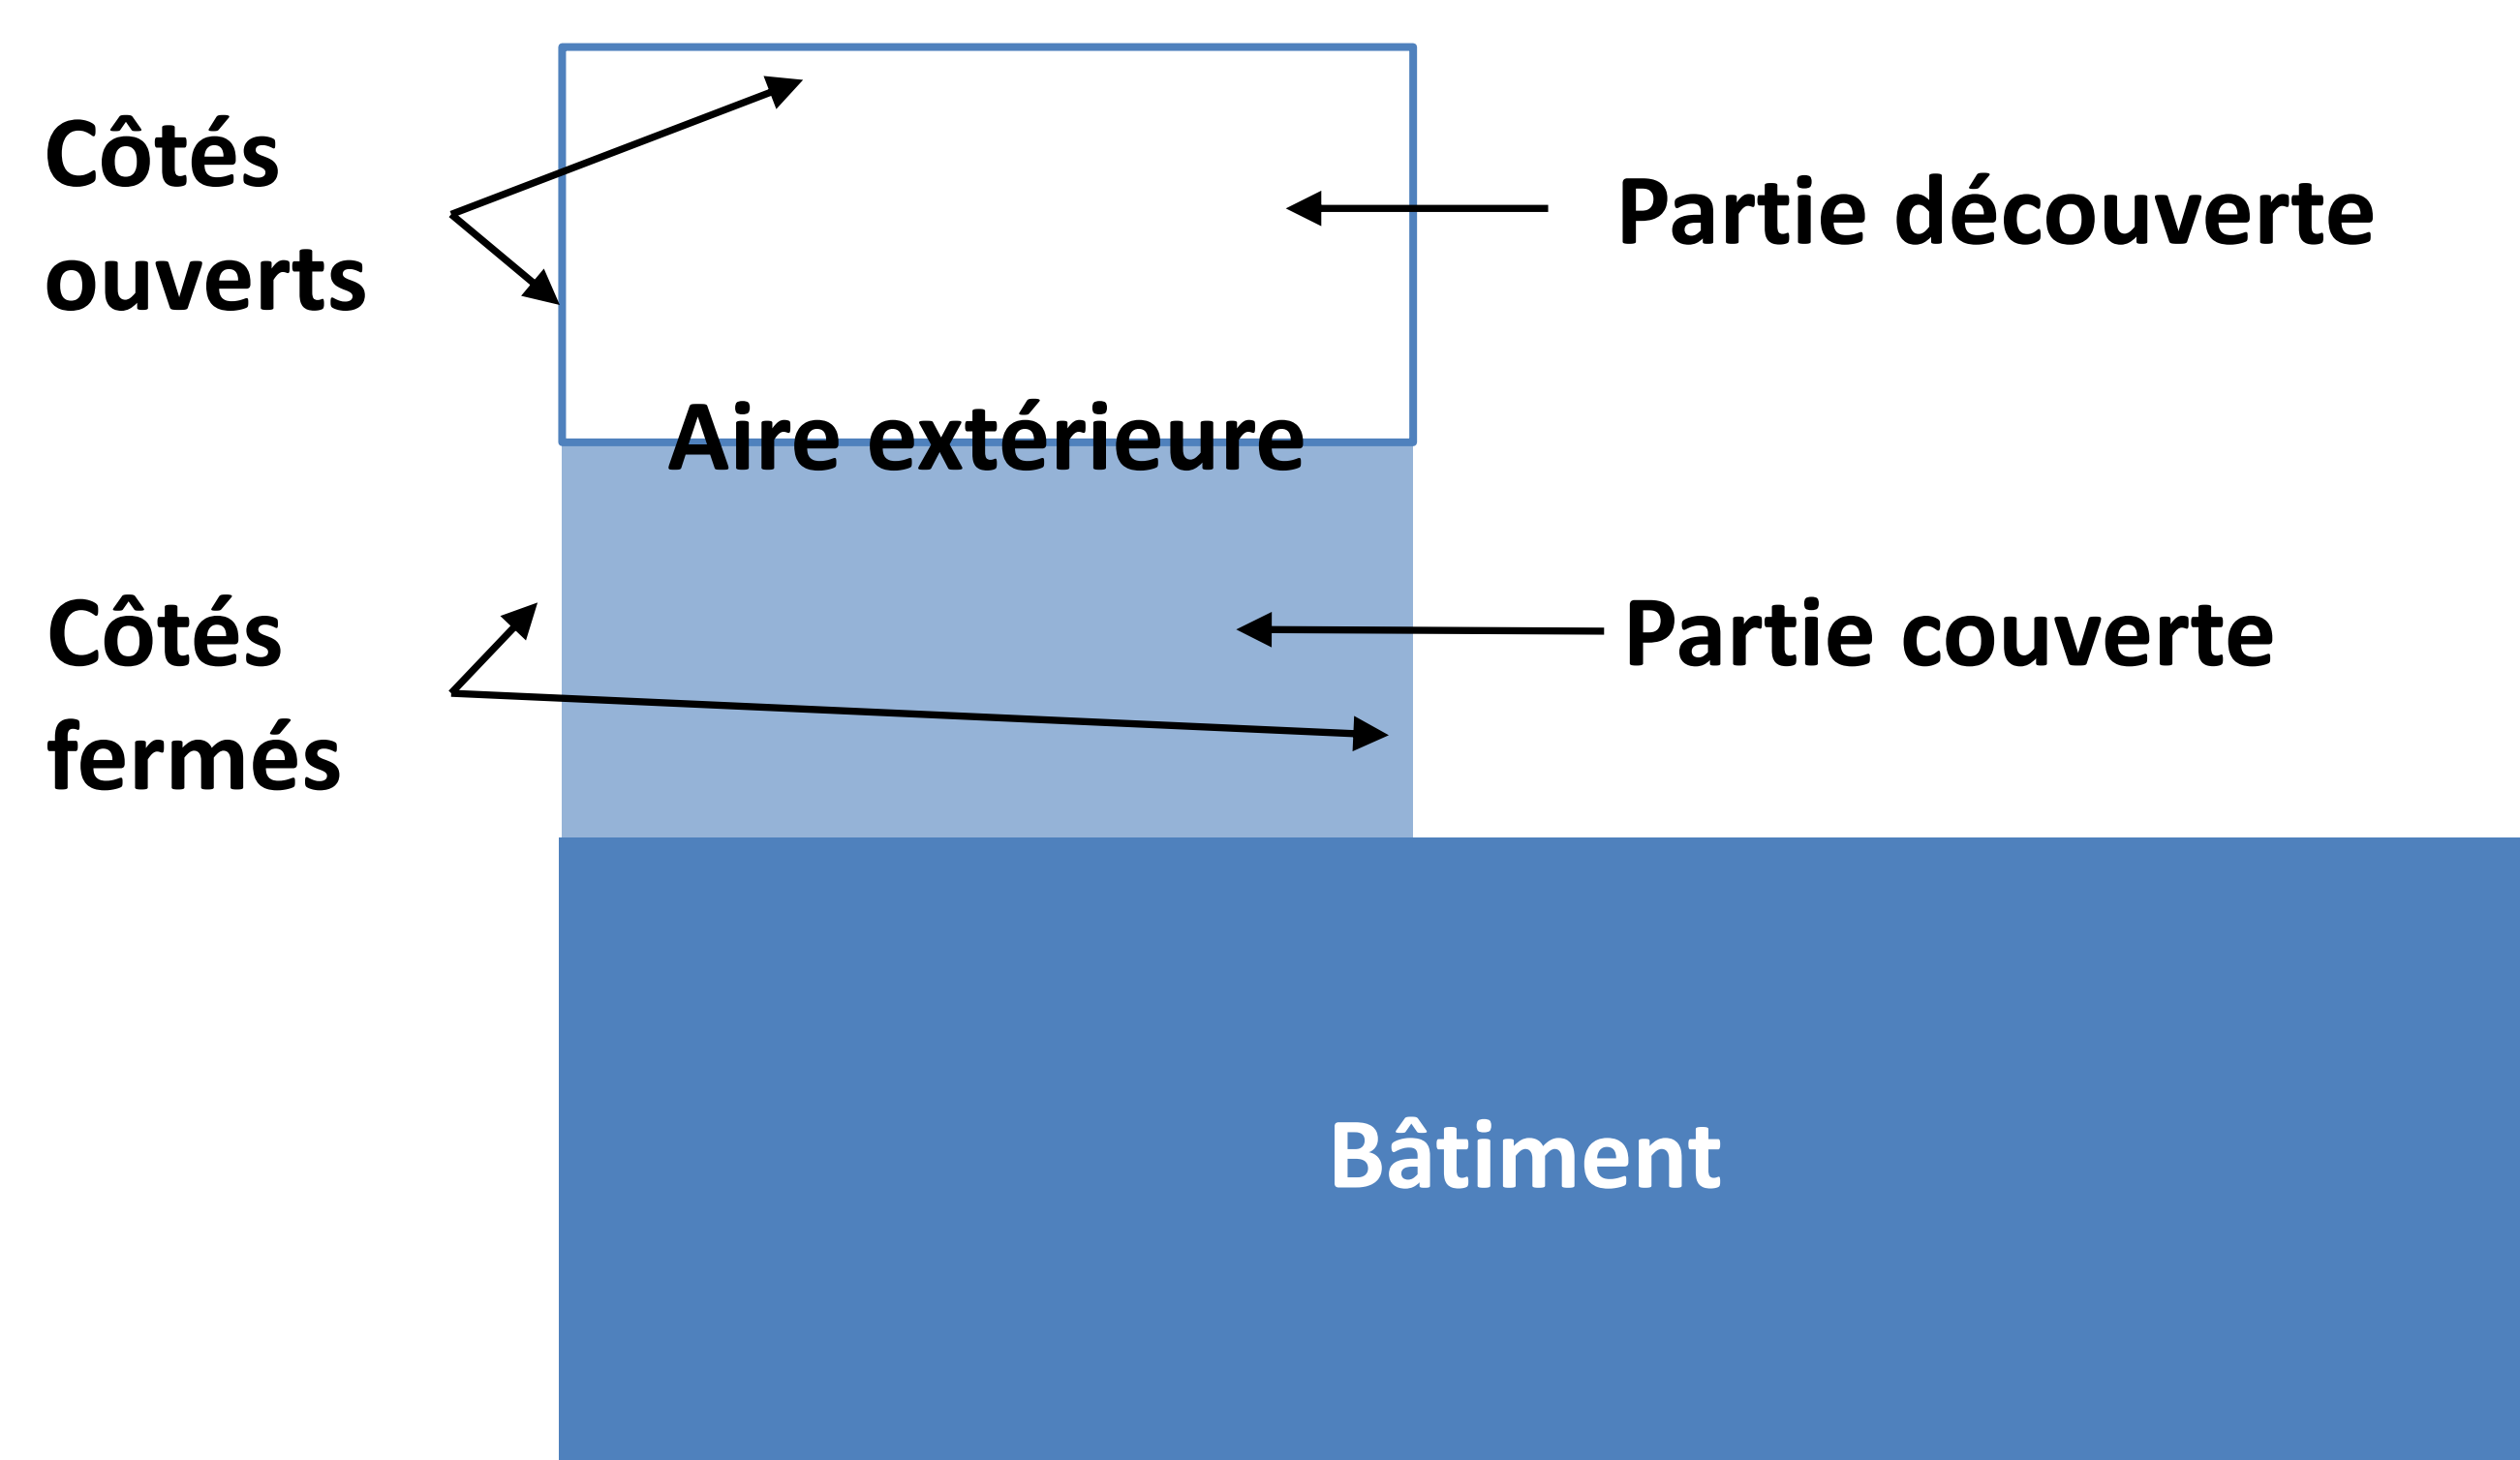 Côtés
ouverts
Partie découverte
Aire extérieure
Côtés
fermés
Partie couverte
Bâtiment